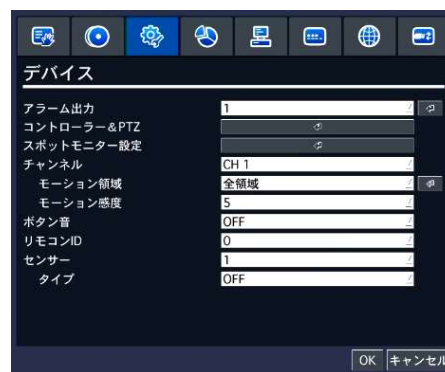 デバイス
アラーム出力 1
コントローラー&PTZ
スポットモニター設定
チャンネル CH 1
モーション領域 全領域
モーション感度 5
ボタン音 OFF
リモコンID 0
センサー 1
タイプ OFF
OK キャンセル